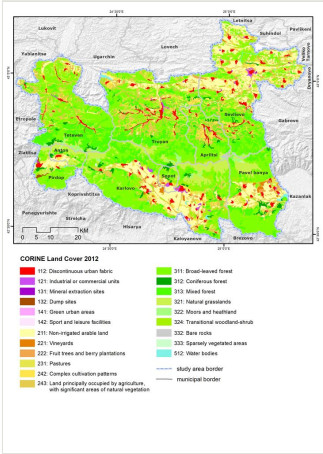 Letnitsa
Lukovit
Suhindol
Pavlikeni
Ugarchin
Lovech
Yablanitsa
Veliko
Tarnovo
Dryanovo
Sevlievo
Etropole
Gabrovo
Teteven
Troyan
Apriltsi
Zlatitsa
Anton
Pirdop
Sopot
Pavel banya
Karlovo
Kazanlak
Koprivshtitsa
Panagyurishte
Strelcha
Hisarya
Kaloyanovo
Brezovo
0 5 10 20
KM
CORINE Land Cover 2012
112: Discontinuous urban fabric
121: Industrial or commercial units
131: Mineral extraction sites
132: Dump sites
141: Green urban areas
142: Sport and leisure facilities
211: Non-irrigated arable land
221: Vineyards
222: Fruit trees and berry plantations
231: Pastures
242: Complex cultivation patterns
243: Land principally occupied by agriculture,
with significant areas of natural vegetation
311: Broad-leaved forest
312: Coniferous forest
313: Mixed forest
321: Natural grasslands
322: Moors and heathland
324: Transitional woodland-shrub
332: Bare rocks
333: Sparsely vegetated areas
512: Water bodies
study area border
municipal border